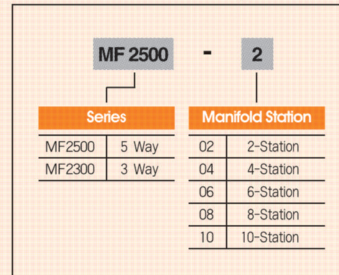 MF 2500 - 2
Series Manifold Station
MF2500 5 Way 02 2-Station
MF2300 3 Way 04 4-Station
06 6-Station
08 8-Station
10 10-Station